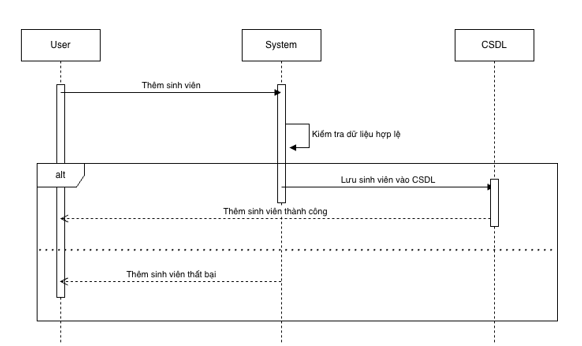 User
System
CSDL
Thêm sinh viên
Kiểm tra dữ liệu hợp lệ
alt
Lưu sinh viên vào CSDL
Thêm sinh viên thành công
Thêm sinh viên thất bại